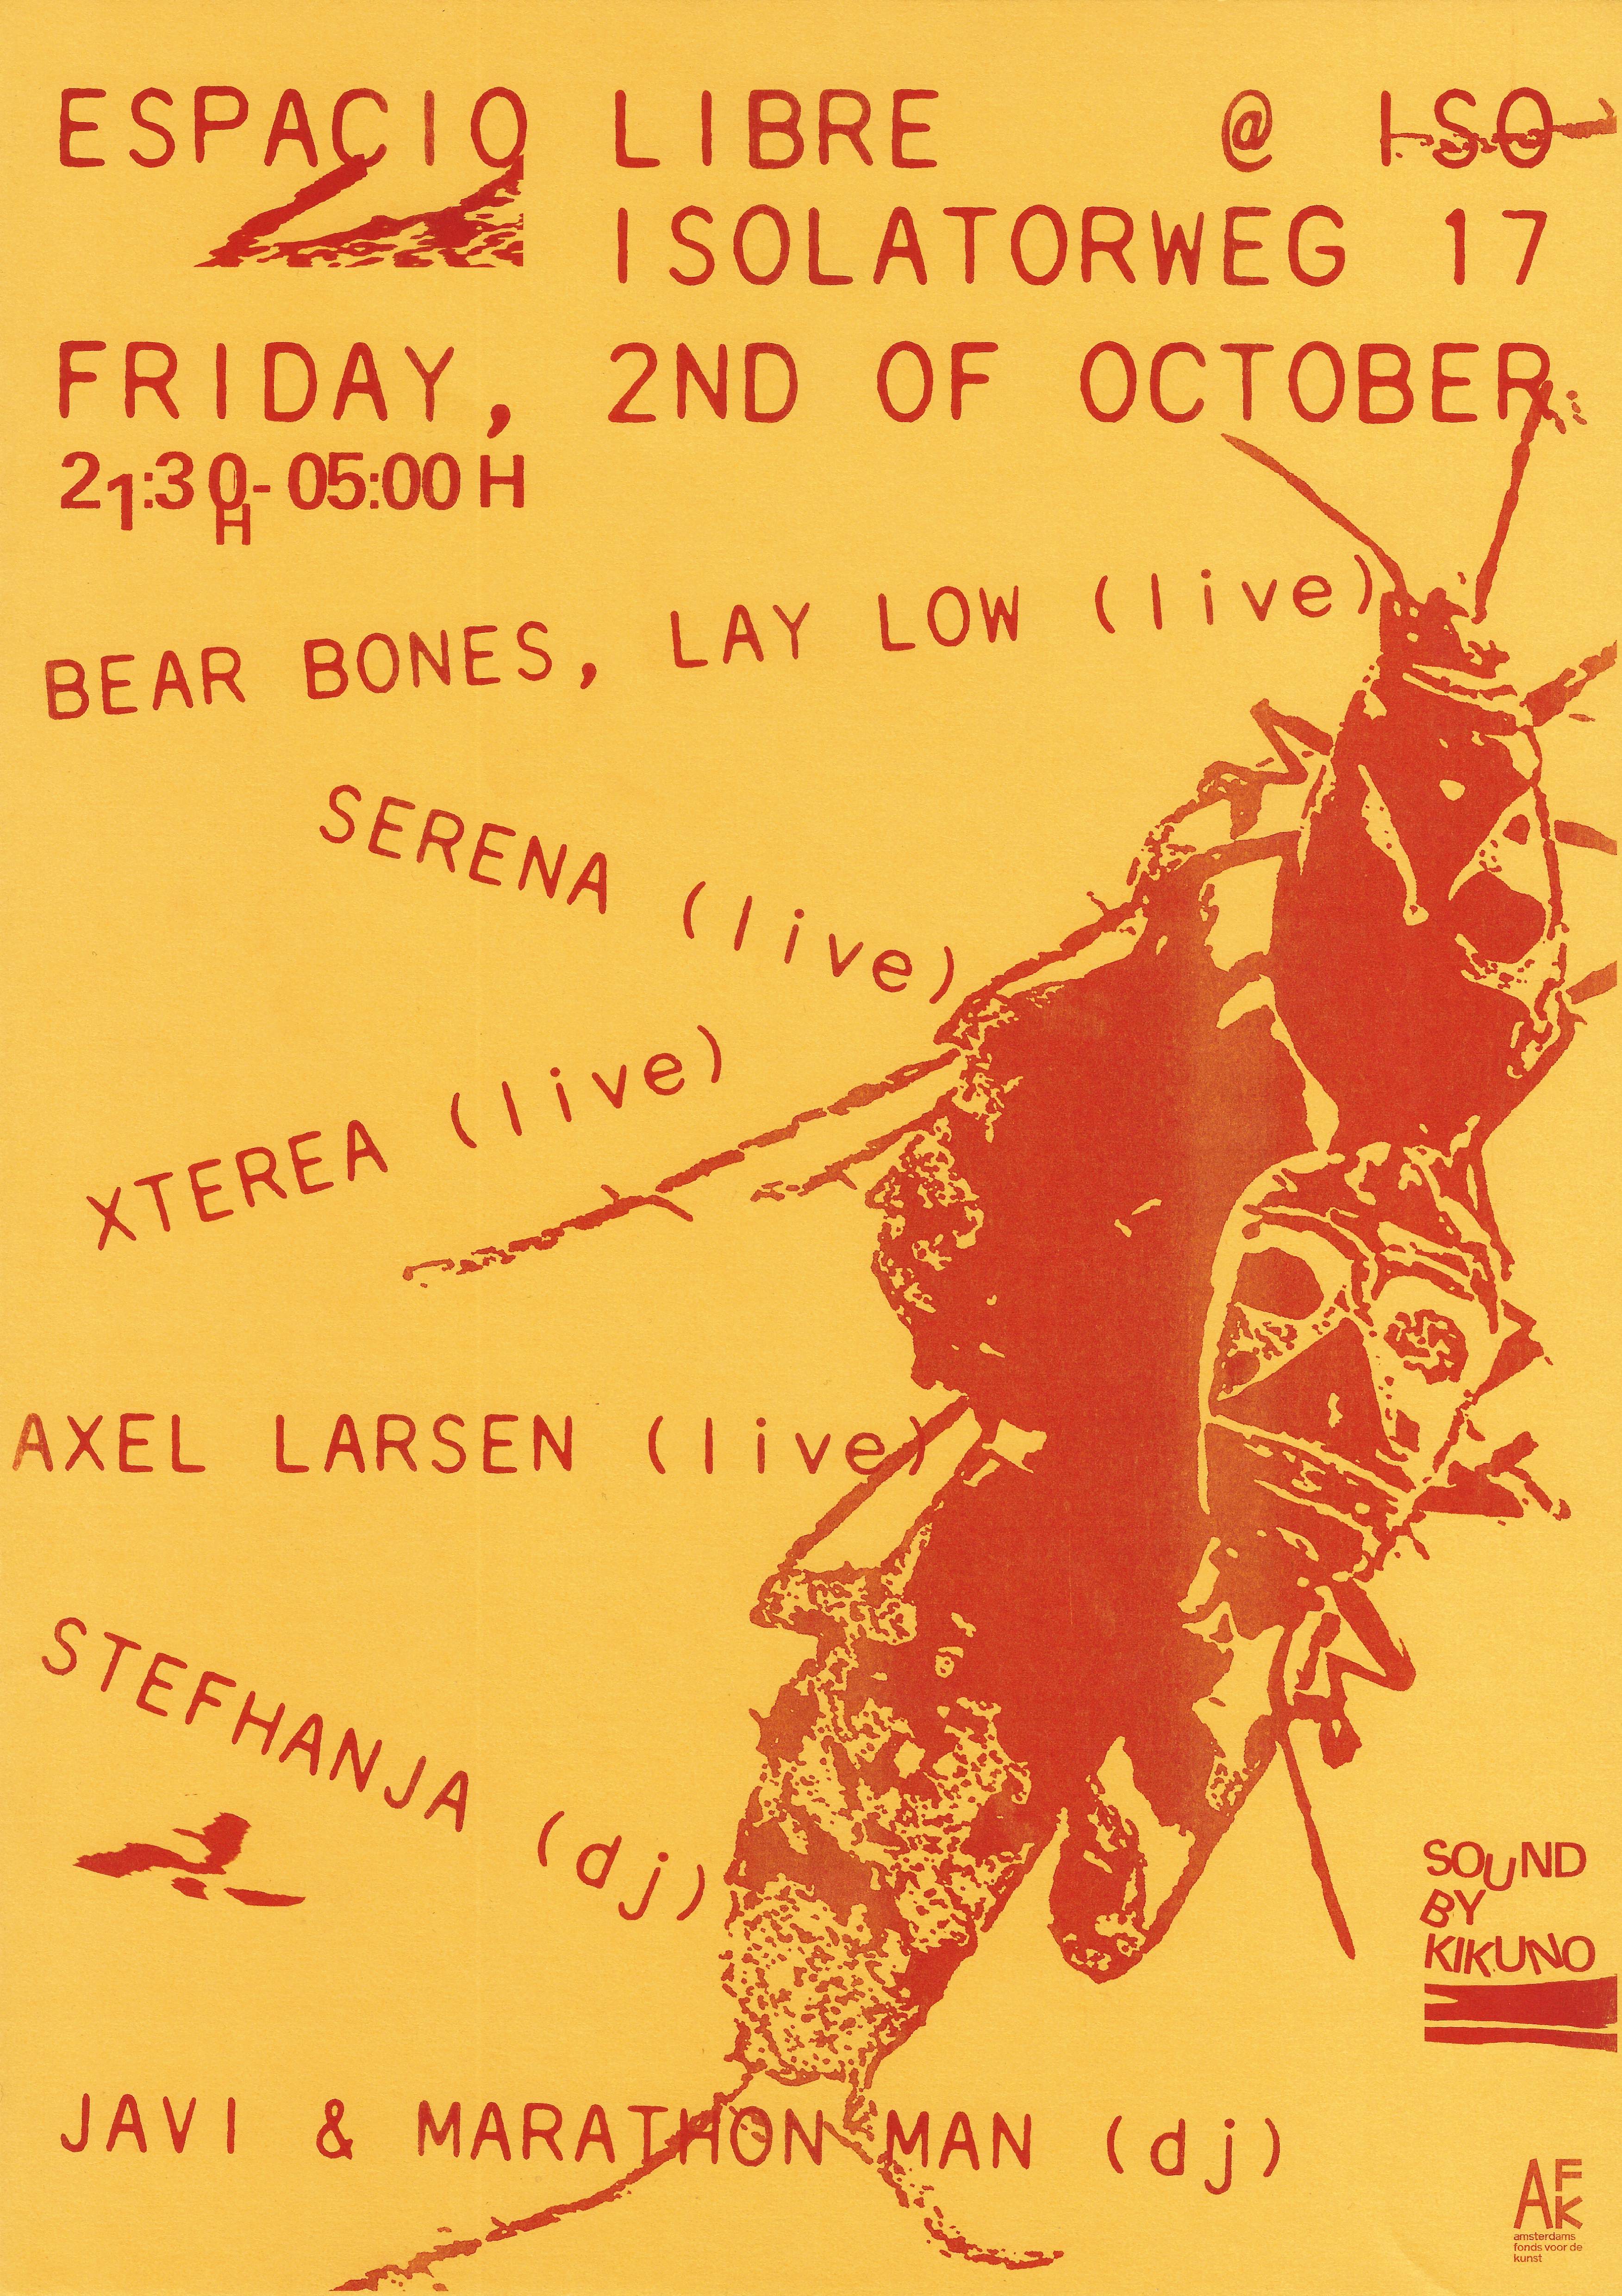 ESPACIO LIBRE @ ISO
ISOLATORWEG 17
FRIDAY, 2ND OF OCTOBER
21:30H - 05:00 H
BEAR BONES, LAY LOW (live)
SERENA (live)
XTEREA (live)
AXEL LARSEN (live)
STEFHANJA (dj)
SOUND
BY
KIKUNO
JAVI & MARATHON MAN (dj)
AFK
amsterdams
fonds voor de
kunst